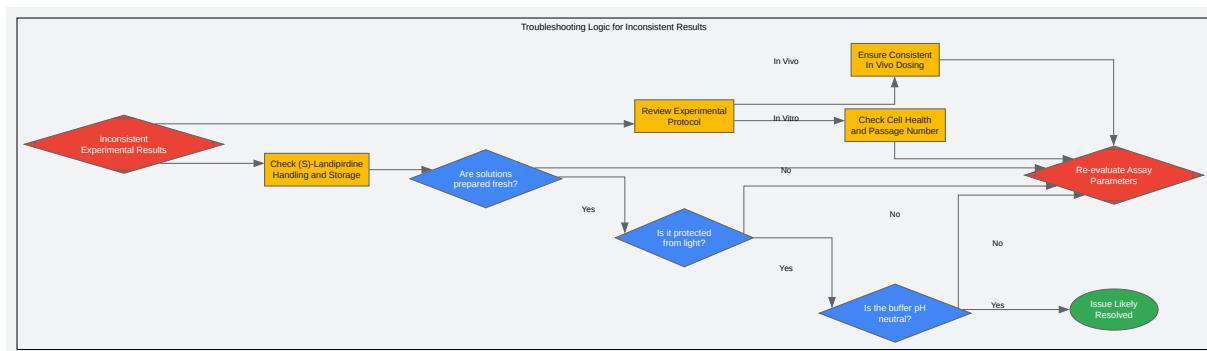 Troubleshooting Logic for Inconsistent Results
In Vivo
Ensure Consistent
In Vivo Dosing
Review Experimental
Protocol
In Vitro
Check Cell Health
and Passage Number
Inconsistent
Experimental Results
Check (S)-Landipirdine
Handling and Storage
Are solutions
prepared fresh?
No
Re-evaluate Assay
Parameters
Yes
Is it protected
from light?
No
No
Yes
Is the buffer pH
neutral?
Yes
Issue Likely
Resolved